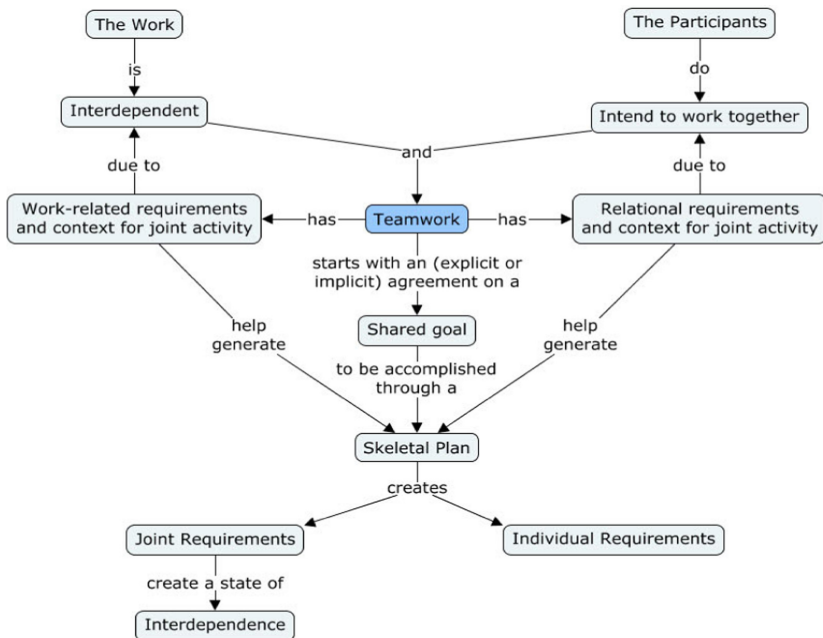 The Work
The Participants
is
do
Interdependent
Intend to work together
and
due to
due to
Work-related requirements
and context for joint activity
has
Teamwork
has
Relational requirements
and context for joint activity
starts with an (explicit or
implicit) agreement on a
Shared goal
help
generate
help
generate
to be accomplished
through a
Skeletal Plan
creates
Joint Requirements
Individual Requirements
create a state of
Interdependence